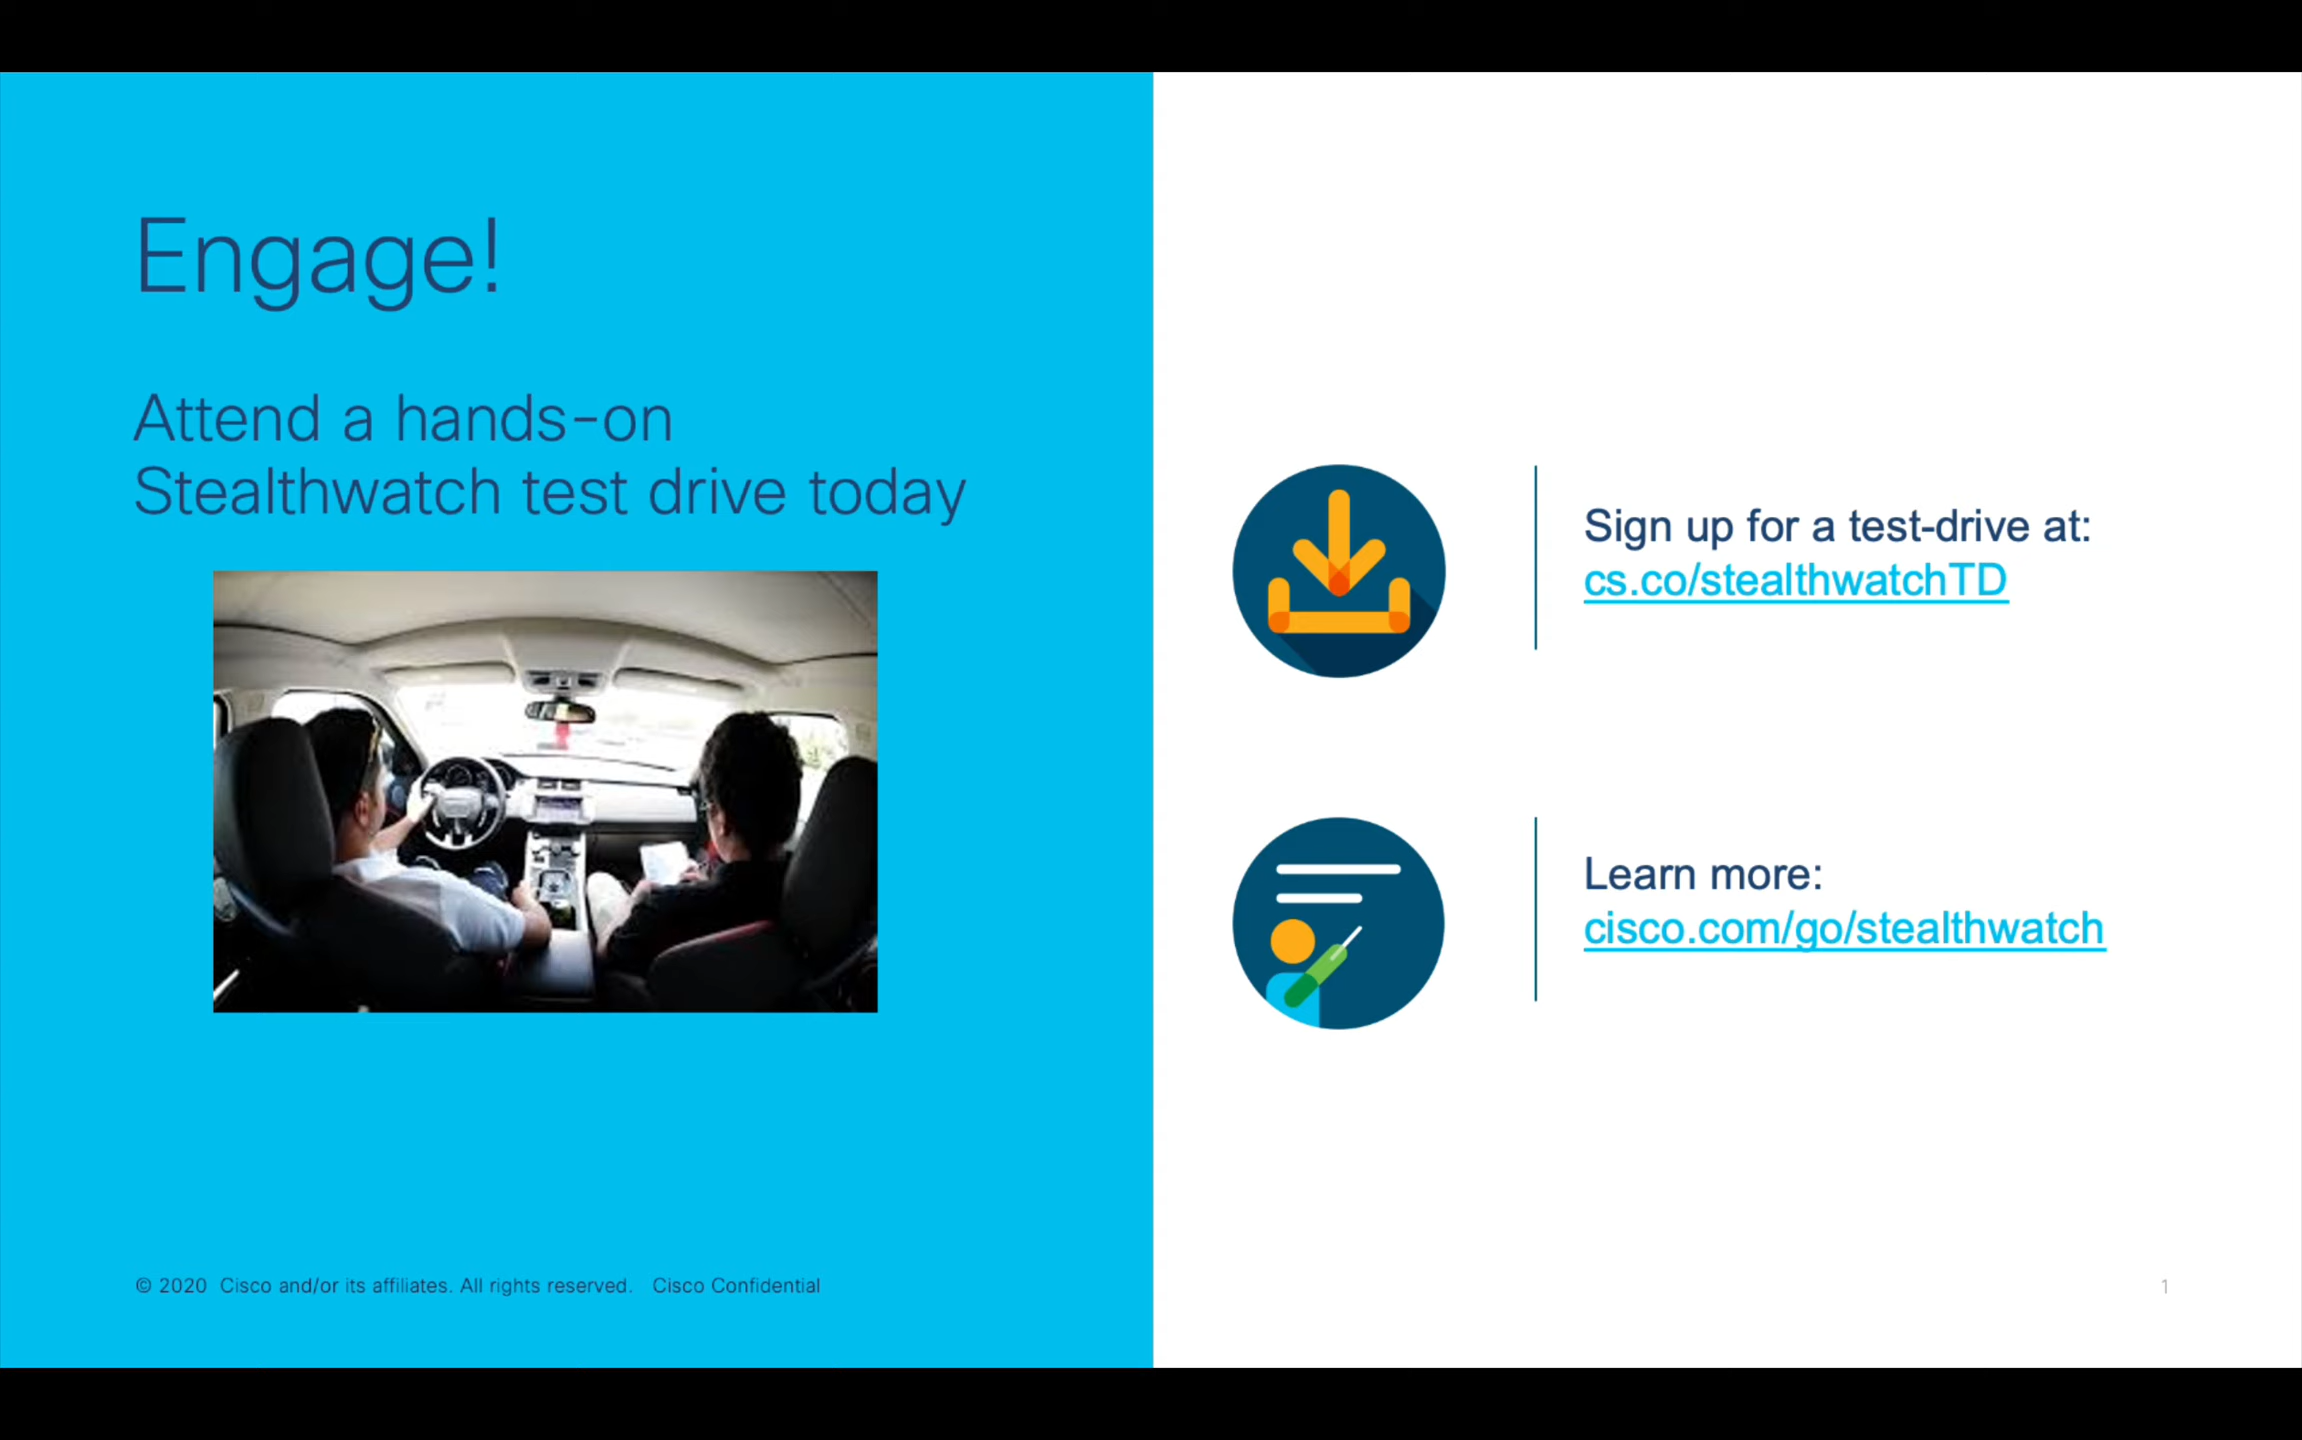 Engage!
Attend a hands-on
Stealthwatch test drive today
Sign up for a test-drive at:
cs.co/stealthwatchTD
Learn more:
cisco.com/go/stealthwatch
© 2020 Cisco and/or its affiliates. All rights reserved. Cisco Confidential
1